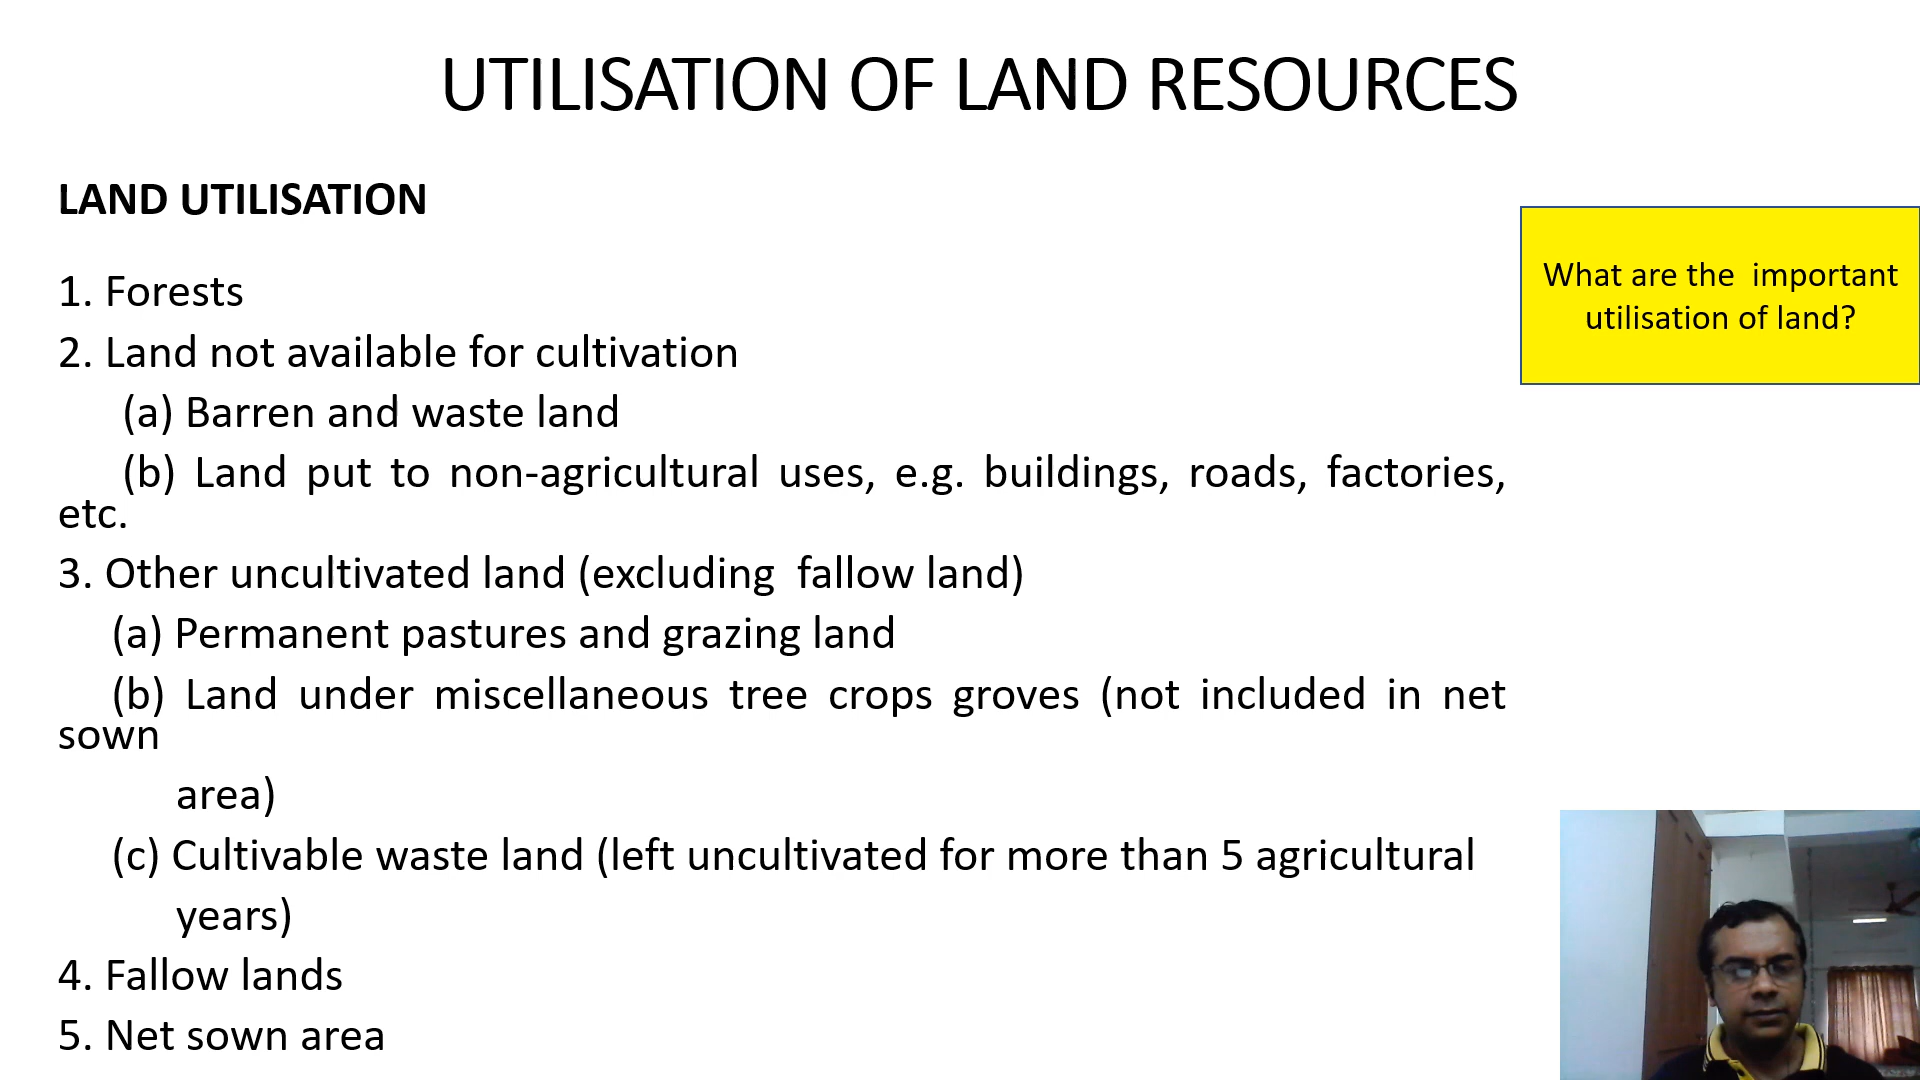 UTILISATION OF LAND RESOURCES
LAND UTILISATION
1. Forests
2. Land not available for cultivation
(a) Barren and waste land
(b) Land put to non-agricultural uses, e.g. buildings, roads, factories,
etc.
3. Other uncultivated land (excluding  fallow land)
(a) Permanent pastures and grazing land
(b) Land under miscellaneous tree crops groves (not included in net
sown
area)
(c) Cultivable waste land (left uncultivated for more than 5 agricultural
years)
4. Fallow lands
5. Net sown area
What are the  important
utilisation of land?